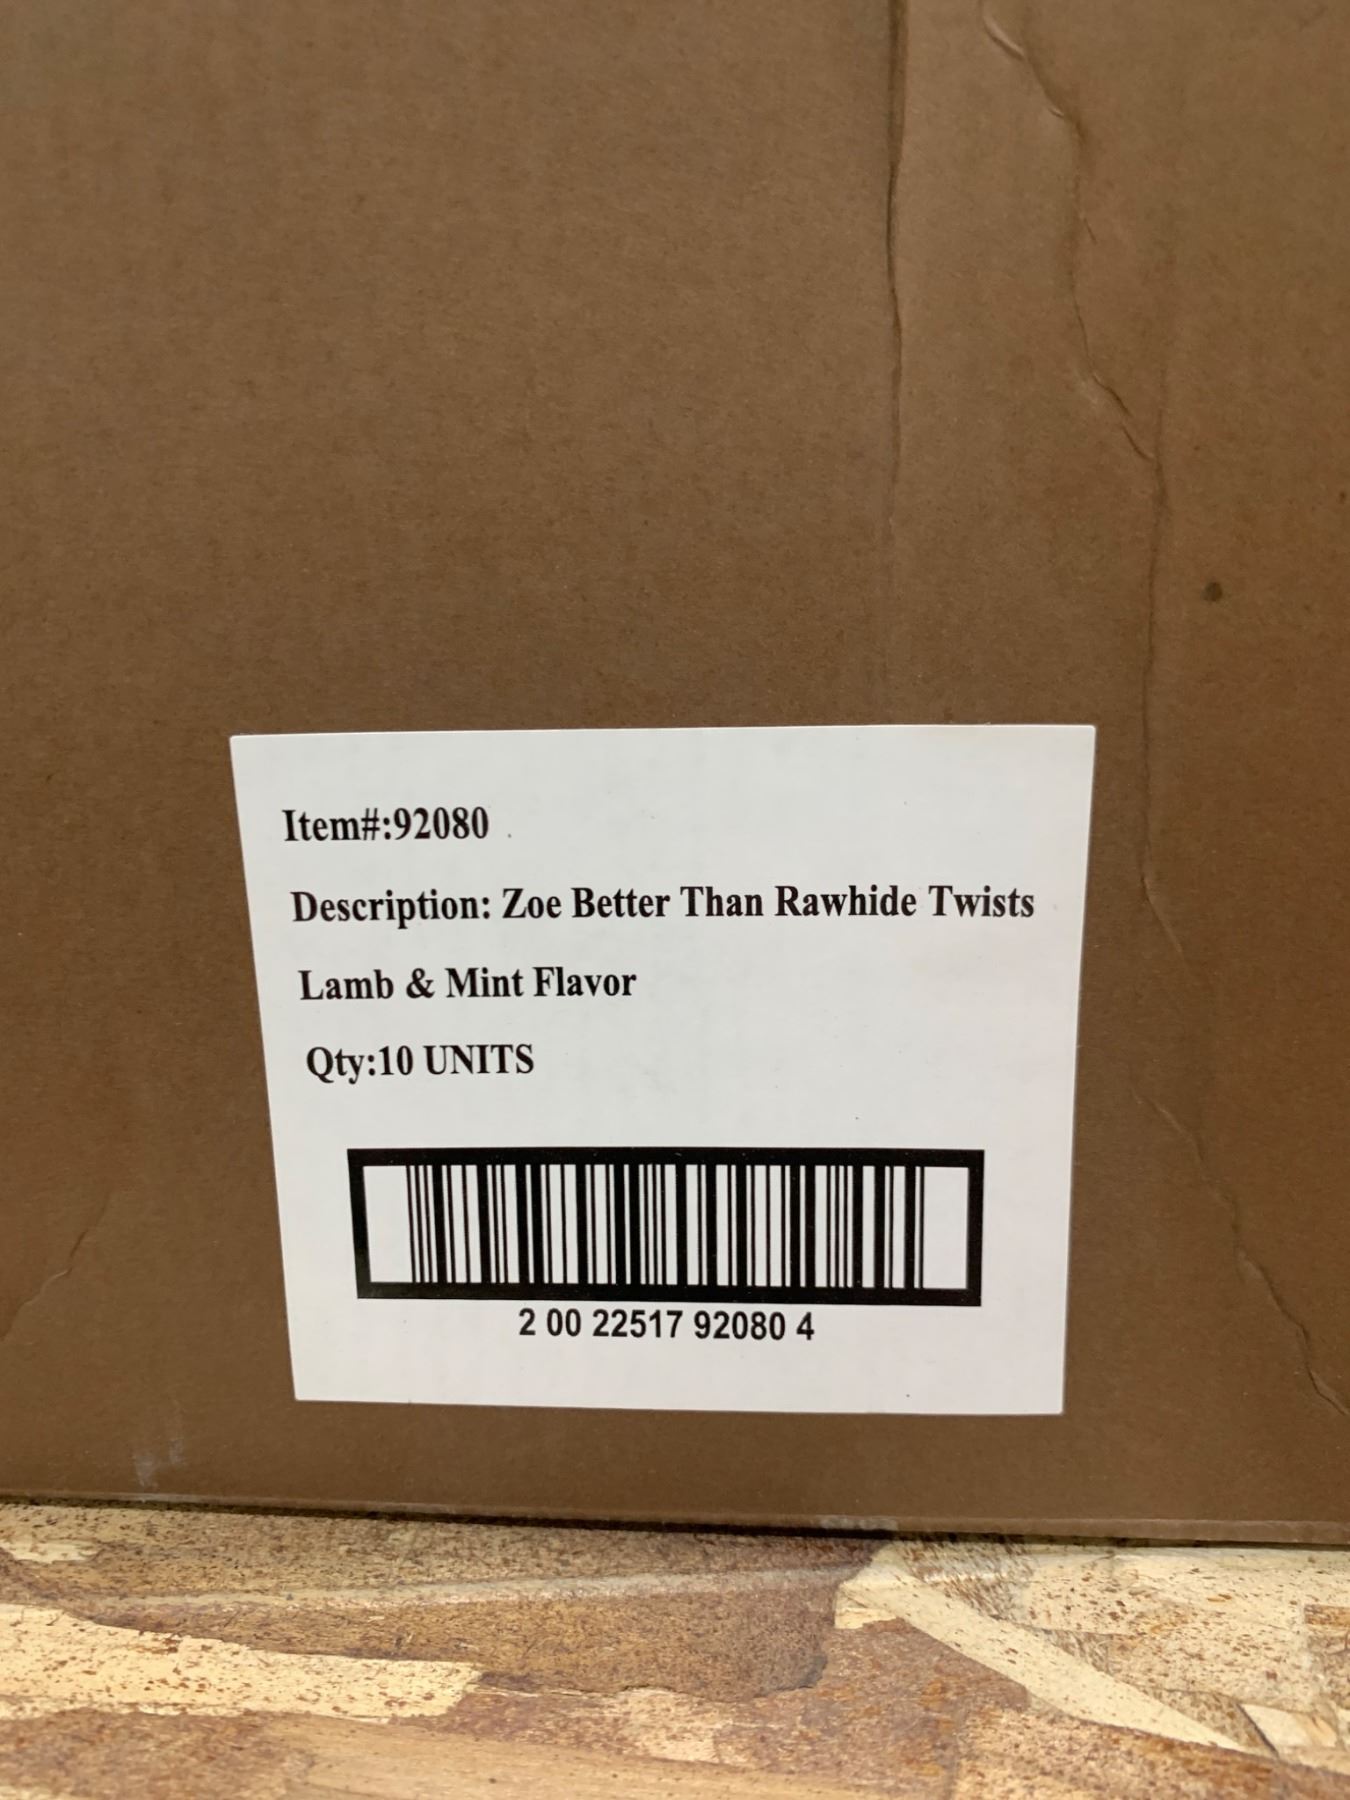 Item#:92080
Description: Zoe Better Than Rawhide Twists
Lamb & Mint Flavor
Qty:10 UNITS
2 00 22517 92080 4